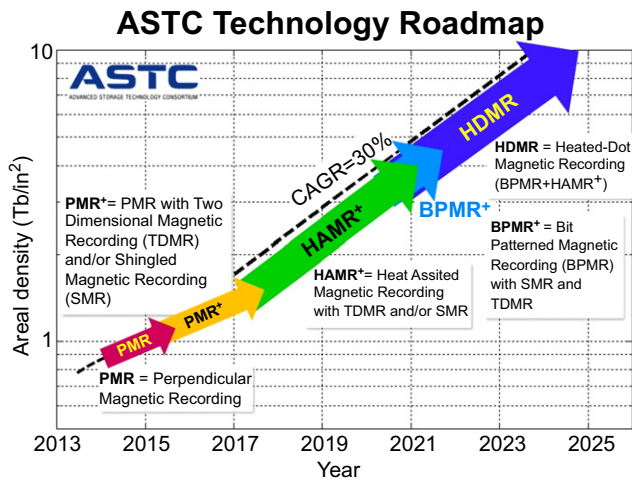 ASTC Technology Roadmap
10
ASTC
ADVANCED STORAGE TECHNOLOGY CONSORTIUM
CAGR=30%
HDMR
HDMR = Heated-Dot
Magnetic Recording
(BPMR+HAMR+)
PMR+= PMR with Two
Dimensional Magnetic
Recording (TDMR)
and/or Shingled
Magnetic Recording
(SMR)
HAMR+
BPMR+
BPMR+ = Bit
Patterned Magnetic
Recording (BPMR)
with SMR and
TDMR
HAMR+= Heat Assited
Magnetic Recording
with TDMR and/or SMR
PMR+
PMR
1
PMR = Perpendicular
Magnetic Recording
Areal density (Tb/in2)
2013 2015 2017 2019 2021 2023 2025
Year